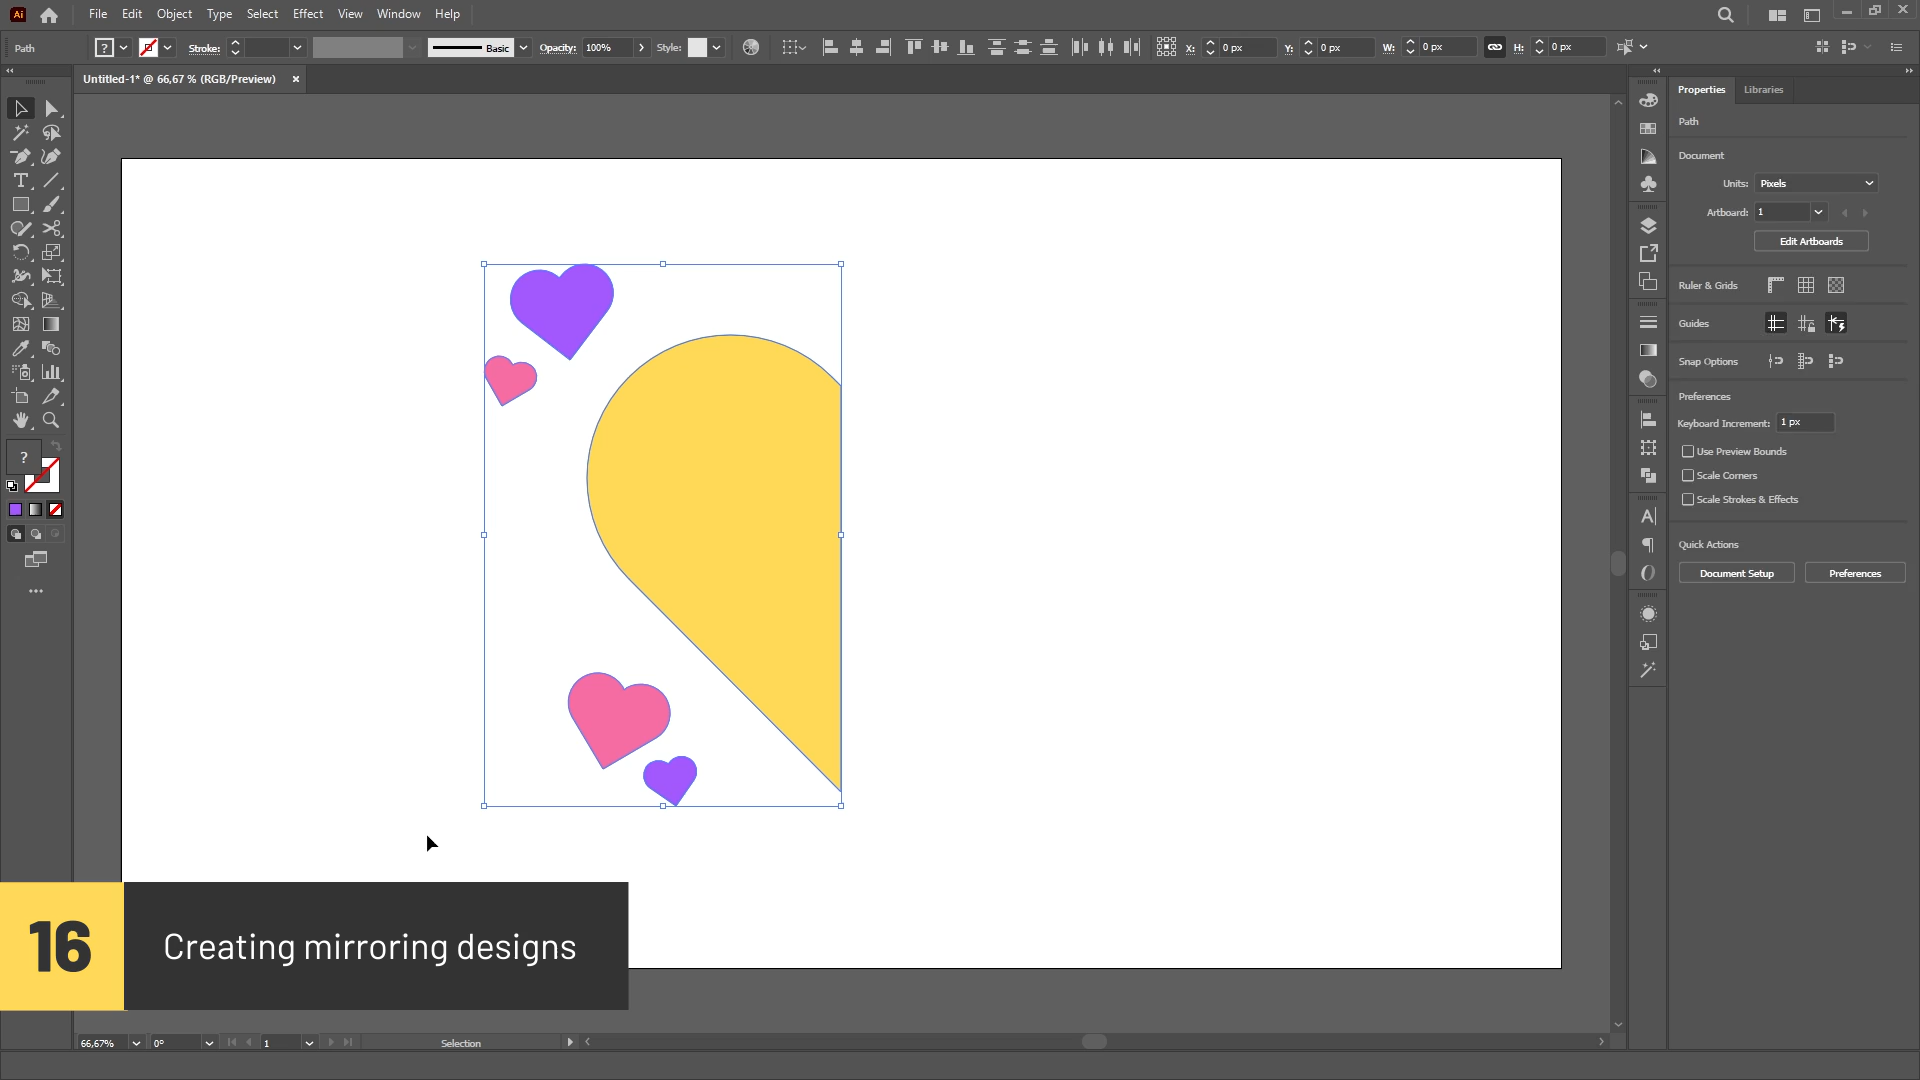 Ai File Edit Object Type Select Effect View Window Help
Path ? Stroke: Basic Opacity: 100% Style: X: 0 px Y: 0 px W: 0 px H: 0 px
Untitled-1* @ 66,67 % (RGB/Preview) ×
Properties Libraries
Path
Document
Units: Pixels
Artboard: 1
Edit Artboards
Ruler & Grids
Guides
Snap Options
Preferences
Keyboard Increment: 1 px
Use Preview Bounds
Scale Corners
Scale Strokes & Effects
Quick Actions
Document Setup Preferences
?
16 Creating mirroring designs
66,67% 0° 1 Selection